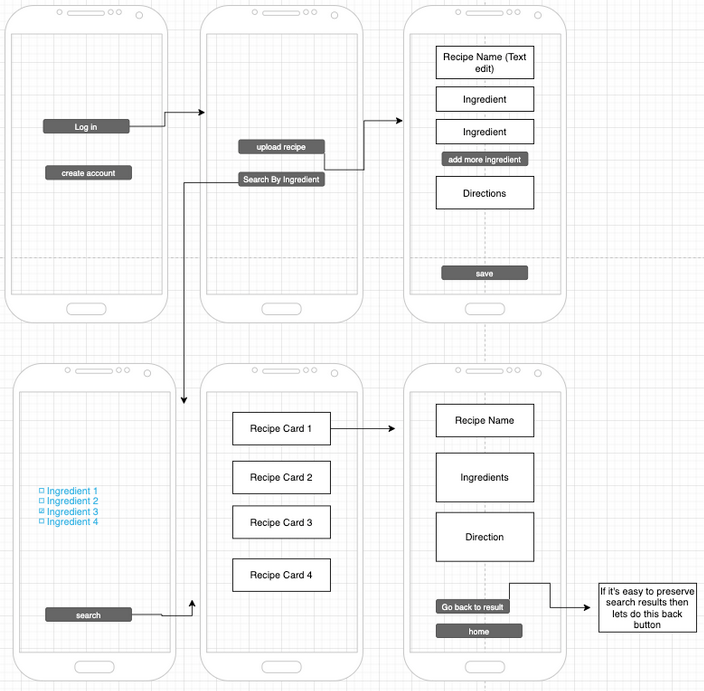 Log in
create account
upload recipe
Search By Ingredient
Recipe Name (Text
edit)
Ingredient
Ingredient
add more ingredient
Directions
save
Ingredient 1
Ingredient 2
Ingredient 3
Ingredient 4
search
Recipe Card 1
Recipe Card 2
Recipe Card 3
Recipe Card 4
Recipe Name
Ingredients
Direction
Go back to result
home
If it's easy to preserve
search results then
lets do this back
button